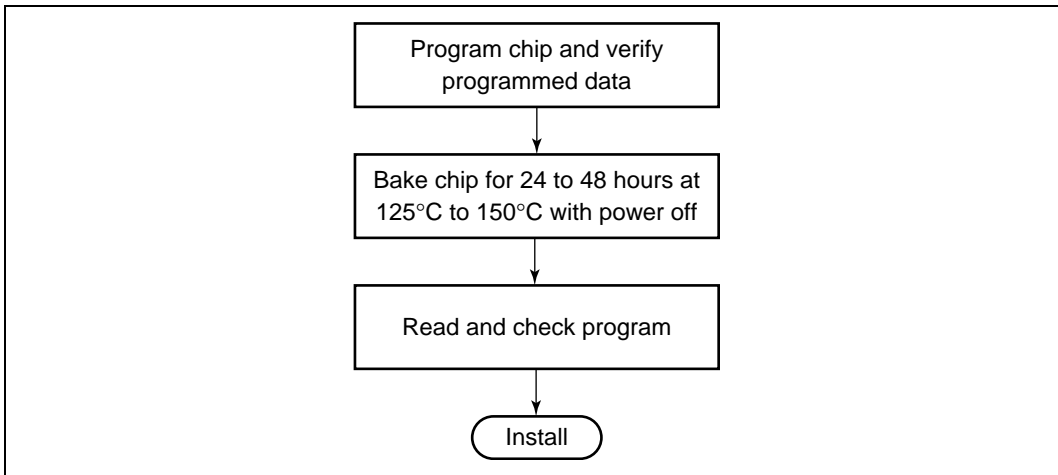 Program chip and verify
programmed data
Bake chip for 24 to 48 hours at
125°C to 150°C with power off
Read and check program
Install